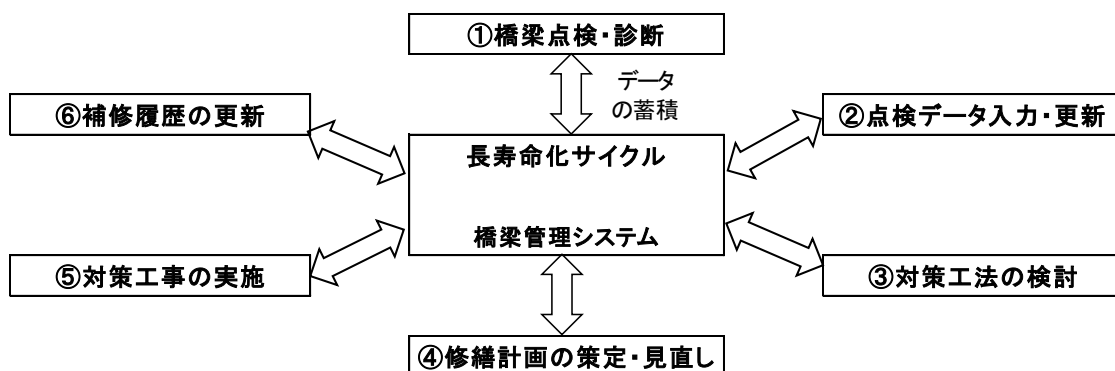 ①橋梁点検・診断
データ
の蓄積
⑥補修履歴の更新
②点検データ入力・更新
長寿命化サイクル
橋梁管理システム
⑤対策工事の実施
③対策工法の検討
④修繕計画の策定・見直し